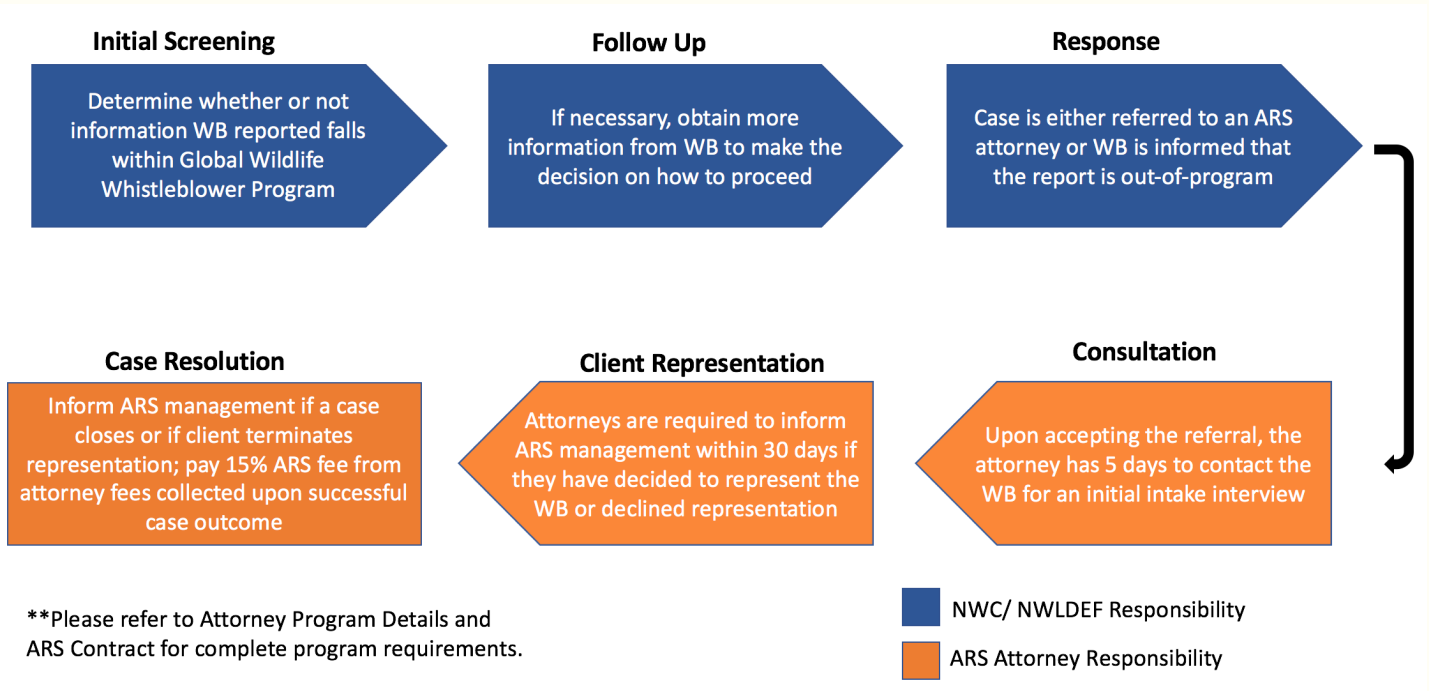 Initial Screening
Determine whether or not
information WB reported falls
within Global Wildlife
Whistleblower Program
Follow Up
If necessary, obtain more
information from WB to make the
decision on how to proceed
Response
Case is either referred to an ARS
attorney or WB is informed that
the report is out-of-program
Consultation
Upon accepting the referral, the
attorney has 5 days to contact the
WB for an initial intake interview
Client Representation
Attorneys are required to inform
ARS management within 30 days if
they have decided to represent the
WB or declined representation
Case Resolution
Inform ARS management if a case
closes or if client terminates
representation; pay 15% ARS fee from
attorney fees collected upon successful
case outcome
**Please refer to Attorney Program Details and
ARS Contract for complete program requirements.
NWC/ NWLDEF Responsibility
ARS Attorney Responsibility